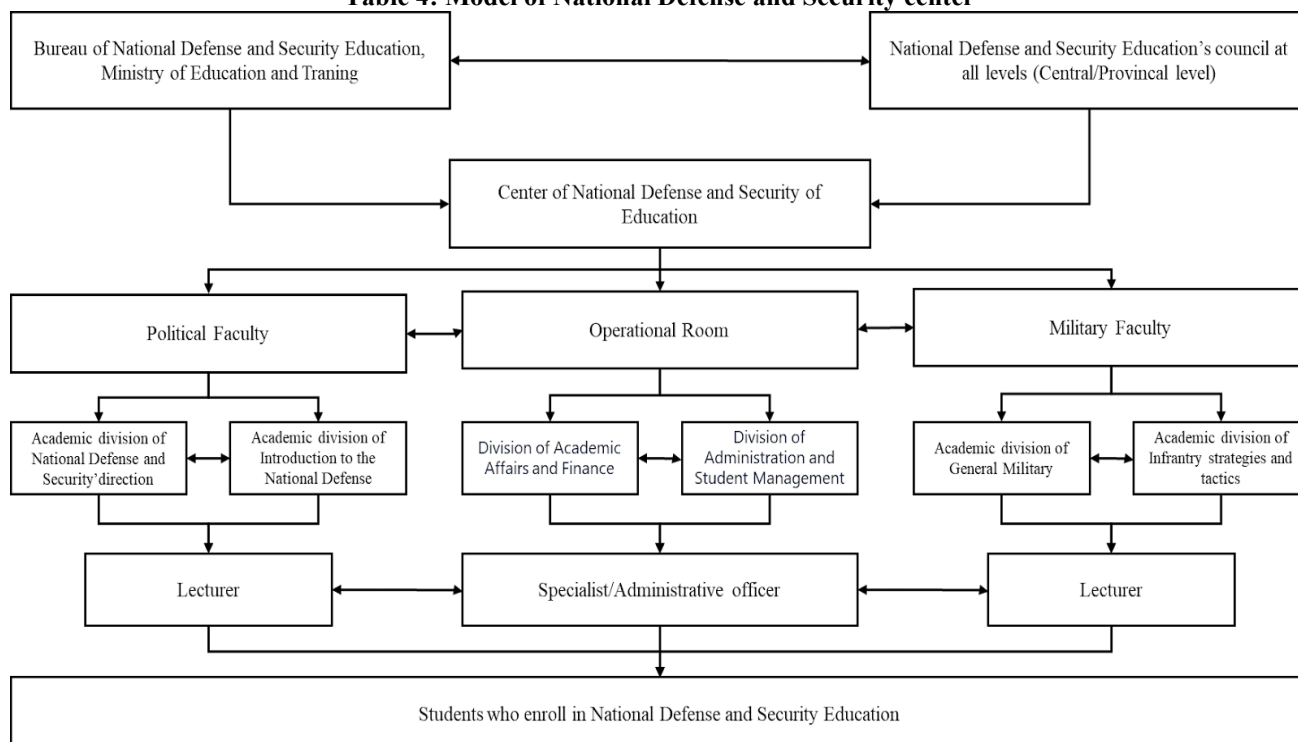 Table 4: Model of National Defense and Security center
Bureau of National Defense and Security Education,
Ministry of Education and Traning
National Defense and Security Education's council at
all levels (Central/Provincal level)
Center of National Defense and Security of
Education
Political Faculty
Operational Room
Military Faculty
Academic division of
National Defense and
Security'direction
Academic division of
Introduction to the
National Defense
Division of Academic
Affairs and Finance
Division of
Administration and
Student Management
Academic division of
General Military
Academic division of
Infrantry strategies and
tactics
Lecturer
Specialist/Administrative officer
Lecturer
Students who enroll in National Defense and Security Education